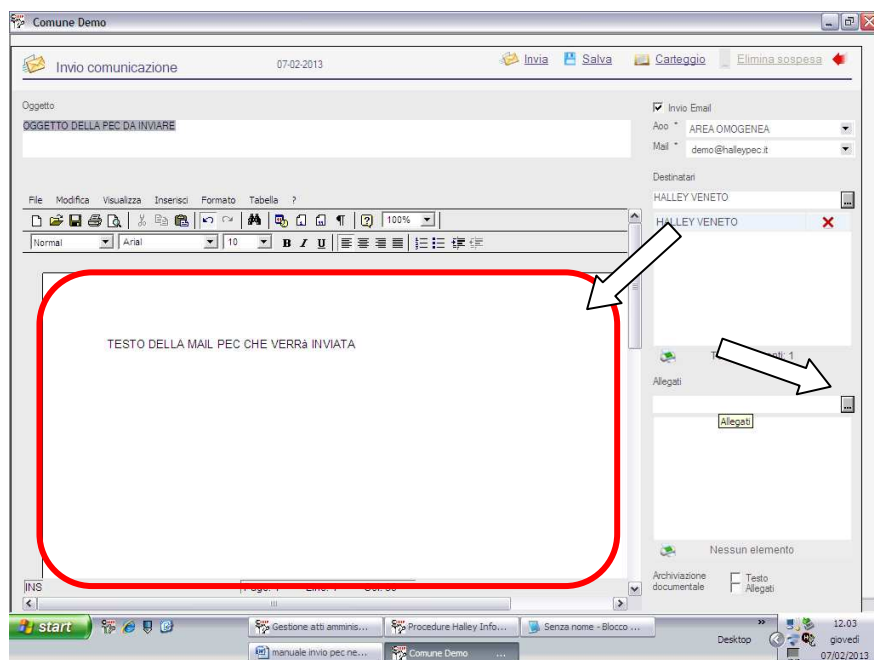 Comune Demo
Invio comunicazione
07-02-2013
Invia
Salva
Carteggio
Elimina sospesa
Oggetto
OGGETTO DELLA PEC DA INVIARE
Invio Email
Aoo * AREA OMOGENEA
Mail * demo@halleypec.it
Destinatari
HALLEY VENETO
HALLEY VENETO
File Modifica Visualizza Inserisci Formato Tabella ?
100%
Normal Arial 10 B I U
TESTO DELLA MAIL PEC CHE VERRà INVIATA
1
Allegati
...
Allegati
Nessun elemento
Archiviazione documentale
Testo
Allegati
INS
start
Gestione atti amminis...
Procedure Halley Info...
Senza nome - Blocco ...
manuale invio pec ne...
Comune Demo ...
Desktop
»
12.03
giovedì
07/02/2013